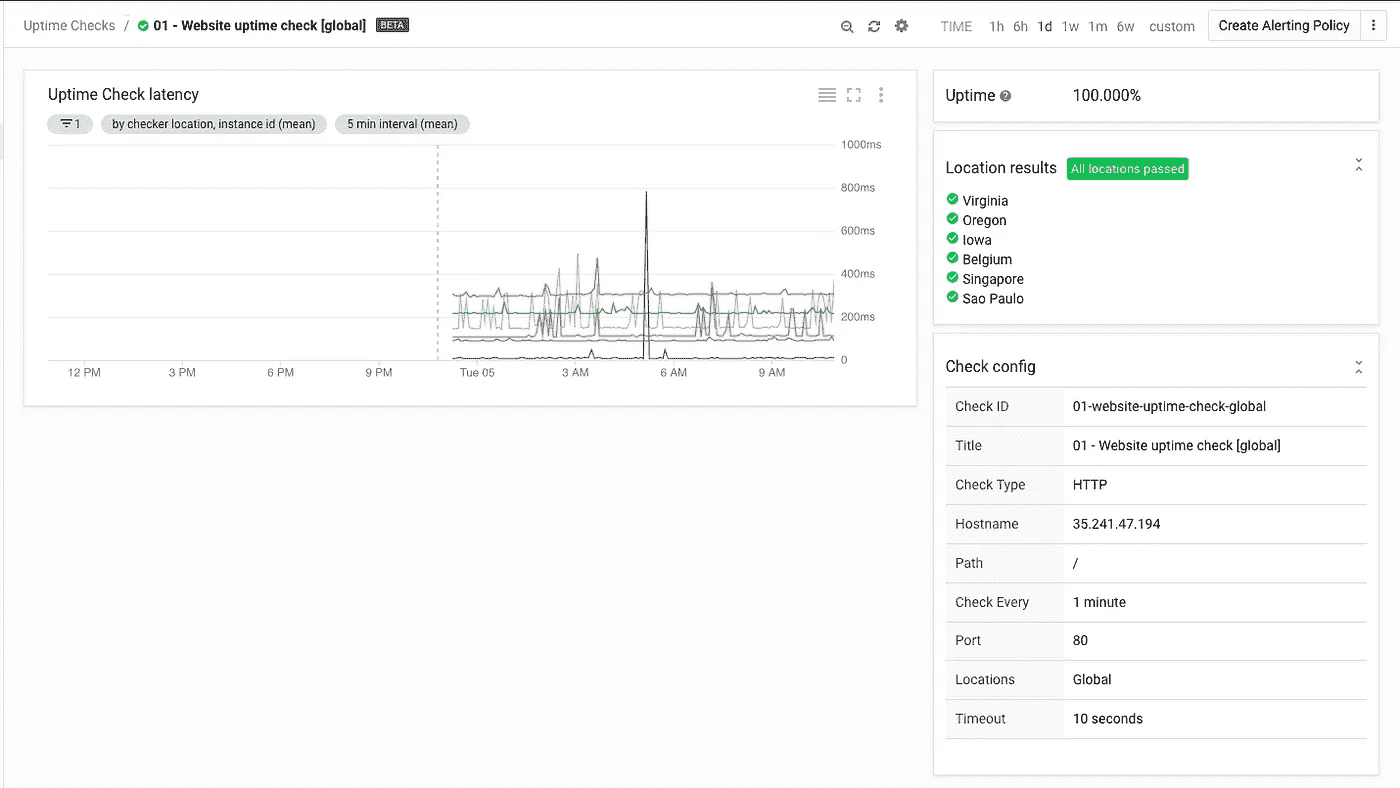 Uptime Checks / 01 - Website uptime check [global] BETA
TIME 1h 6h 1d 1w 1m 6w custom Create Alerting Policy
Uptime Check latency
1 by checker location, instance id (mean) 5 min interval (mean)
1000ms
800ms
600ms
400ms
200ms
0
12 PM 3 PM 6 PM 9 PM Tue 05 3 AM 6 AM 9 AM
Uptime ? 100.000%
Location results All locations passed
Virginia
Oregon
Iowa
Belgium
Singapore
Sao Paulo
Check config
Check ID 01-website-uptime-check-global
Title 01 - Website uptime check [global]
Check Type HTTP
Hostname 35.241.47.194
Path /
Check Every 1 minute
Port 80
Locations Global
Timeout 10 seconds